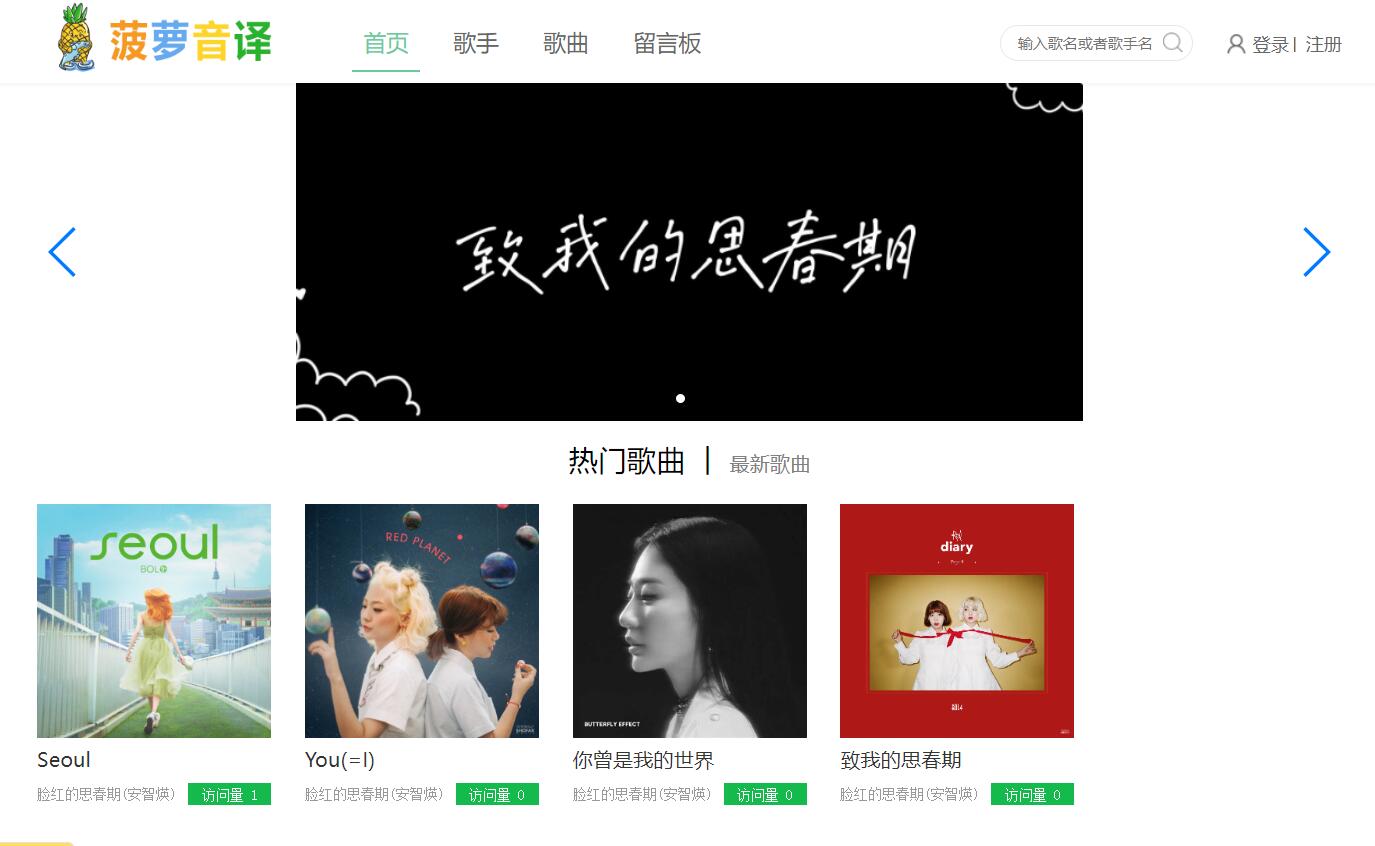 菠萝音译
首页 歌手 歌曲 留言板
输入歌名或者歌手名
登录| 注册
致我的思春期
热门歌曲 | 最新歌曲
seoul
BOL4
RED PLANET
BUTTERFLY EFFECT
diary
Seoul
You(=I)
你曾是我的世界
致我的思春期
脸红的思春期(安智煐) 访问量 1
脸红的思春期(安智煐) 访问量 0
脸红的思春期(安智煐) 访问量 0
脸红的思春期(安智煐) 访问量 0